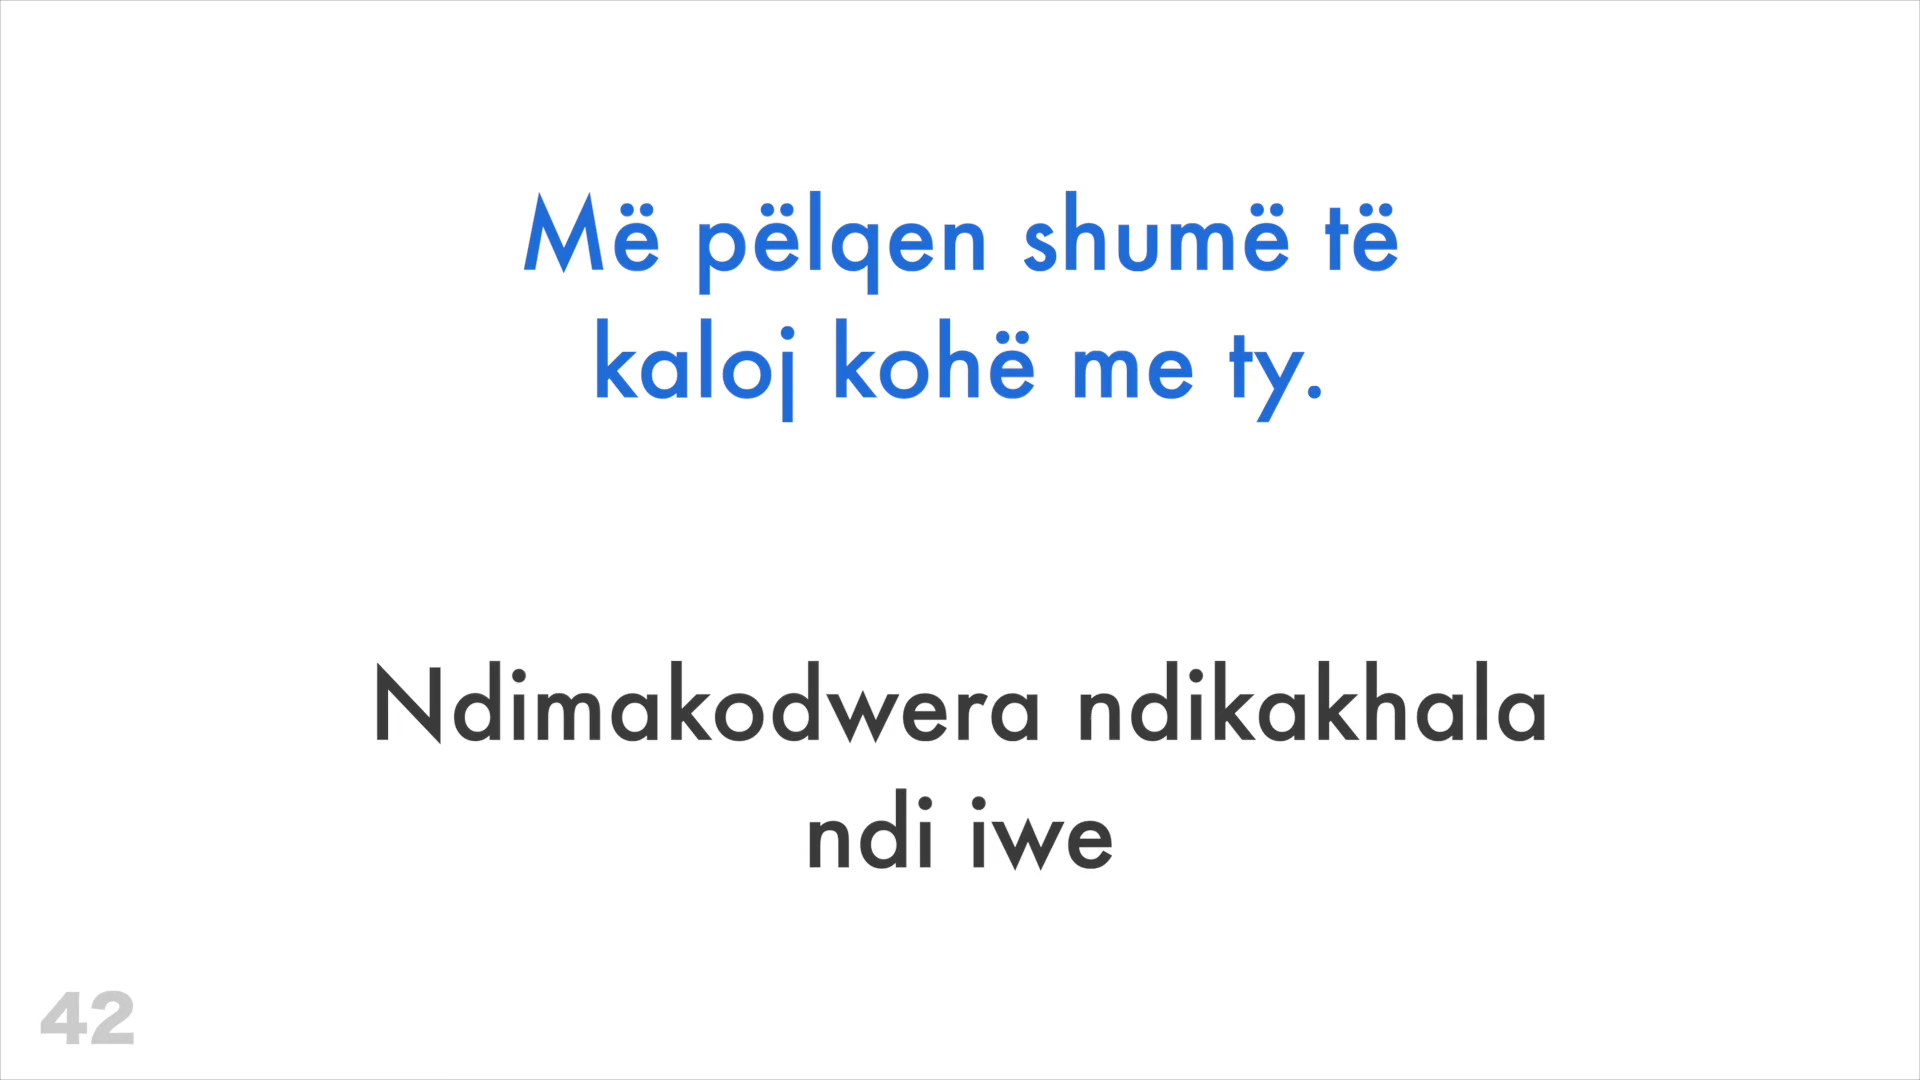 Më pëlqen shumë të
kaloj kohë me ty.
Ndimakodwera ndikakhala
ndi iwe
42